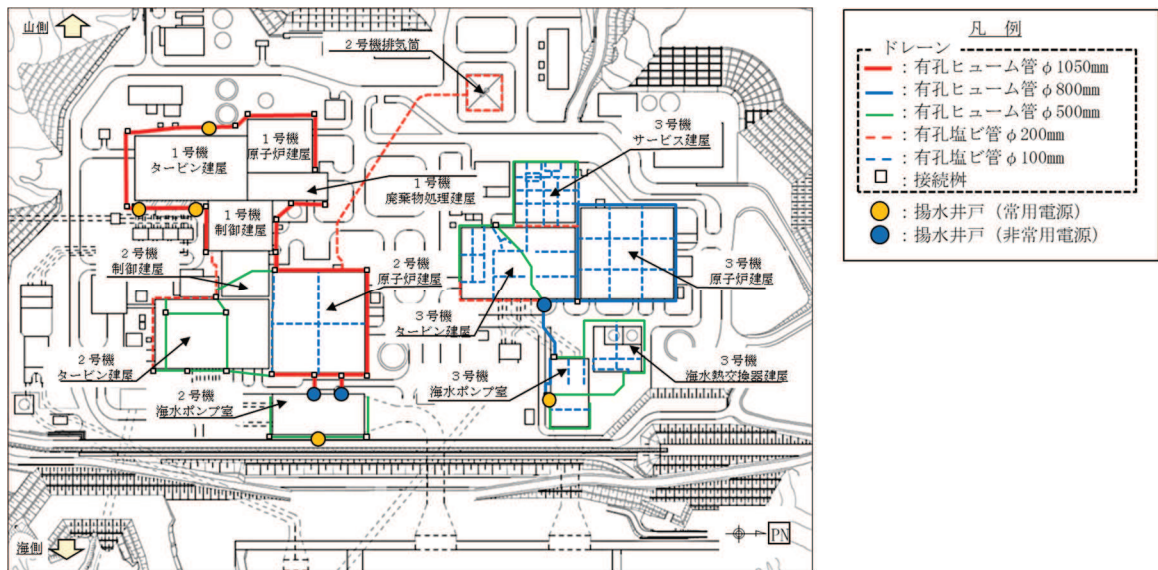 山側
2号機排気筒
1号機
タービン建屋
1号機
原子炉建屋
3号機
サービス建屋
1号機
廃棄物処理建屋
1号機
制御建屋
2号機
制御建屋
2号機
原子炉建屋
3号機
原子炉建屋
3号機
タービン建屋
2号機
タービン建屋
2号機
海水ポンプ室
3号機
海水ポンプ室
3号機
海水熱交換器建屋
海側
PN
凡 例
ドレーン
:有孔ヒューム管φ1050mm
:有孔ヒューム管φ800mm
:有孔ヒューム管φ500mm
:有孔塩ビ管φ200mm
:有孔塩ビ管φ100mm
:接続桝
:揚水井戸(常用電源)
:揚水井戸(非常用電源)